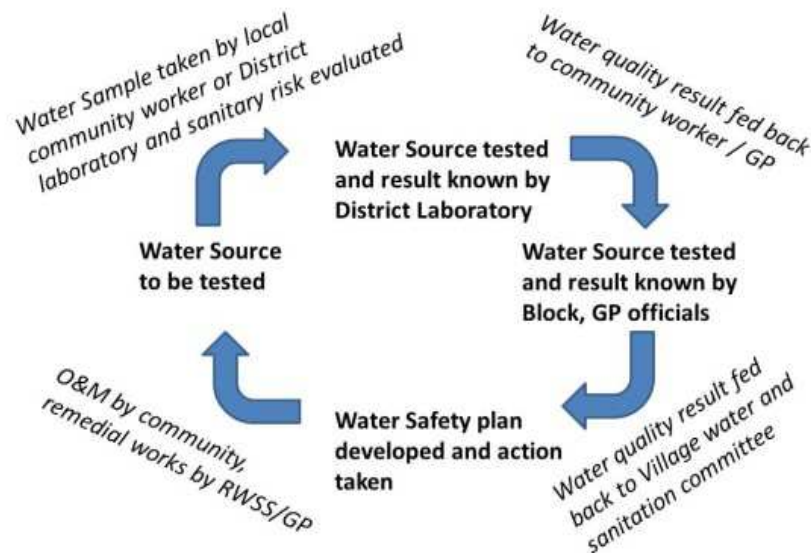 Water Sample taken by local
community worker or District
laboratory and sanitary risk evaluated
Water quality result fed back
to community worker / GP
Water Source tested
and result known by
District Laboratory
Water Source
to be tested
Water Source tested
and result known by
Block, GP officials
O&M by community,
remedial works by RWSS/GP
Water Safety plan
developed and action
taken
Water quality result fed
back to Village water and
sanitation committee